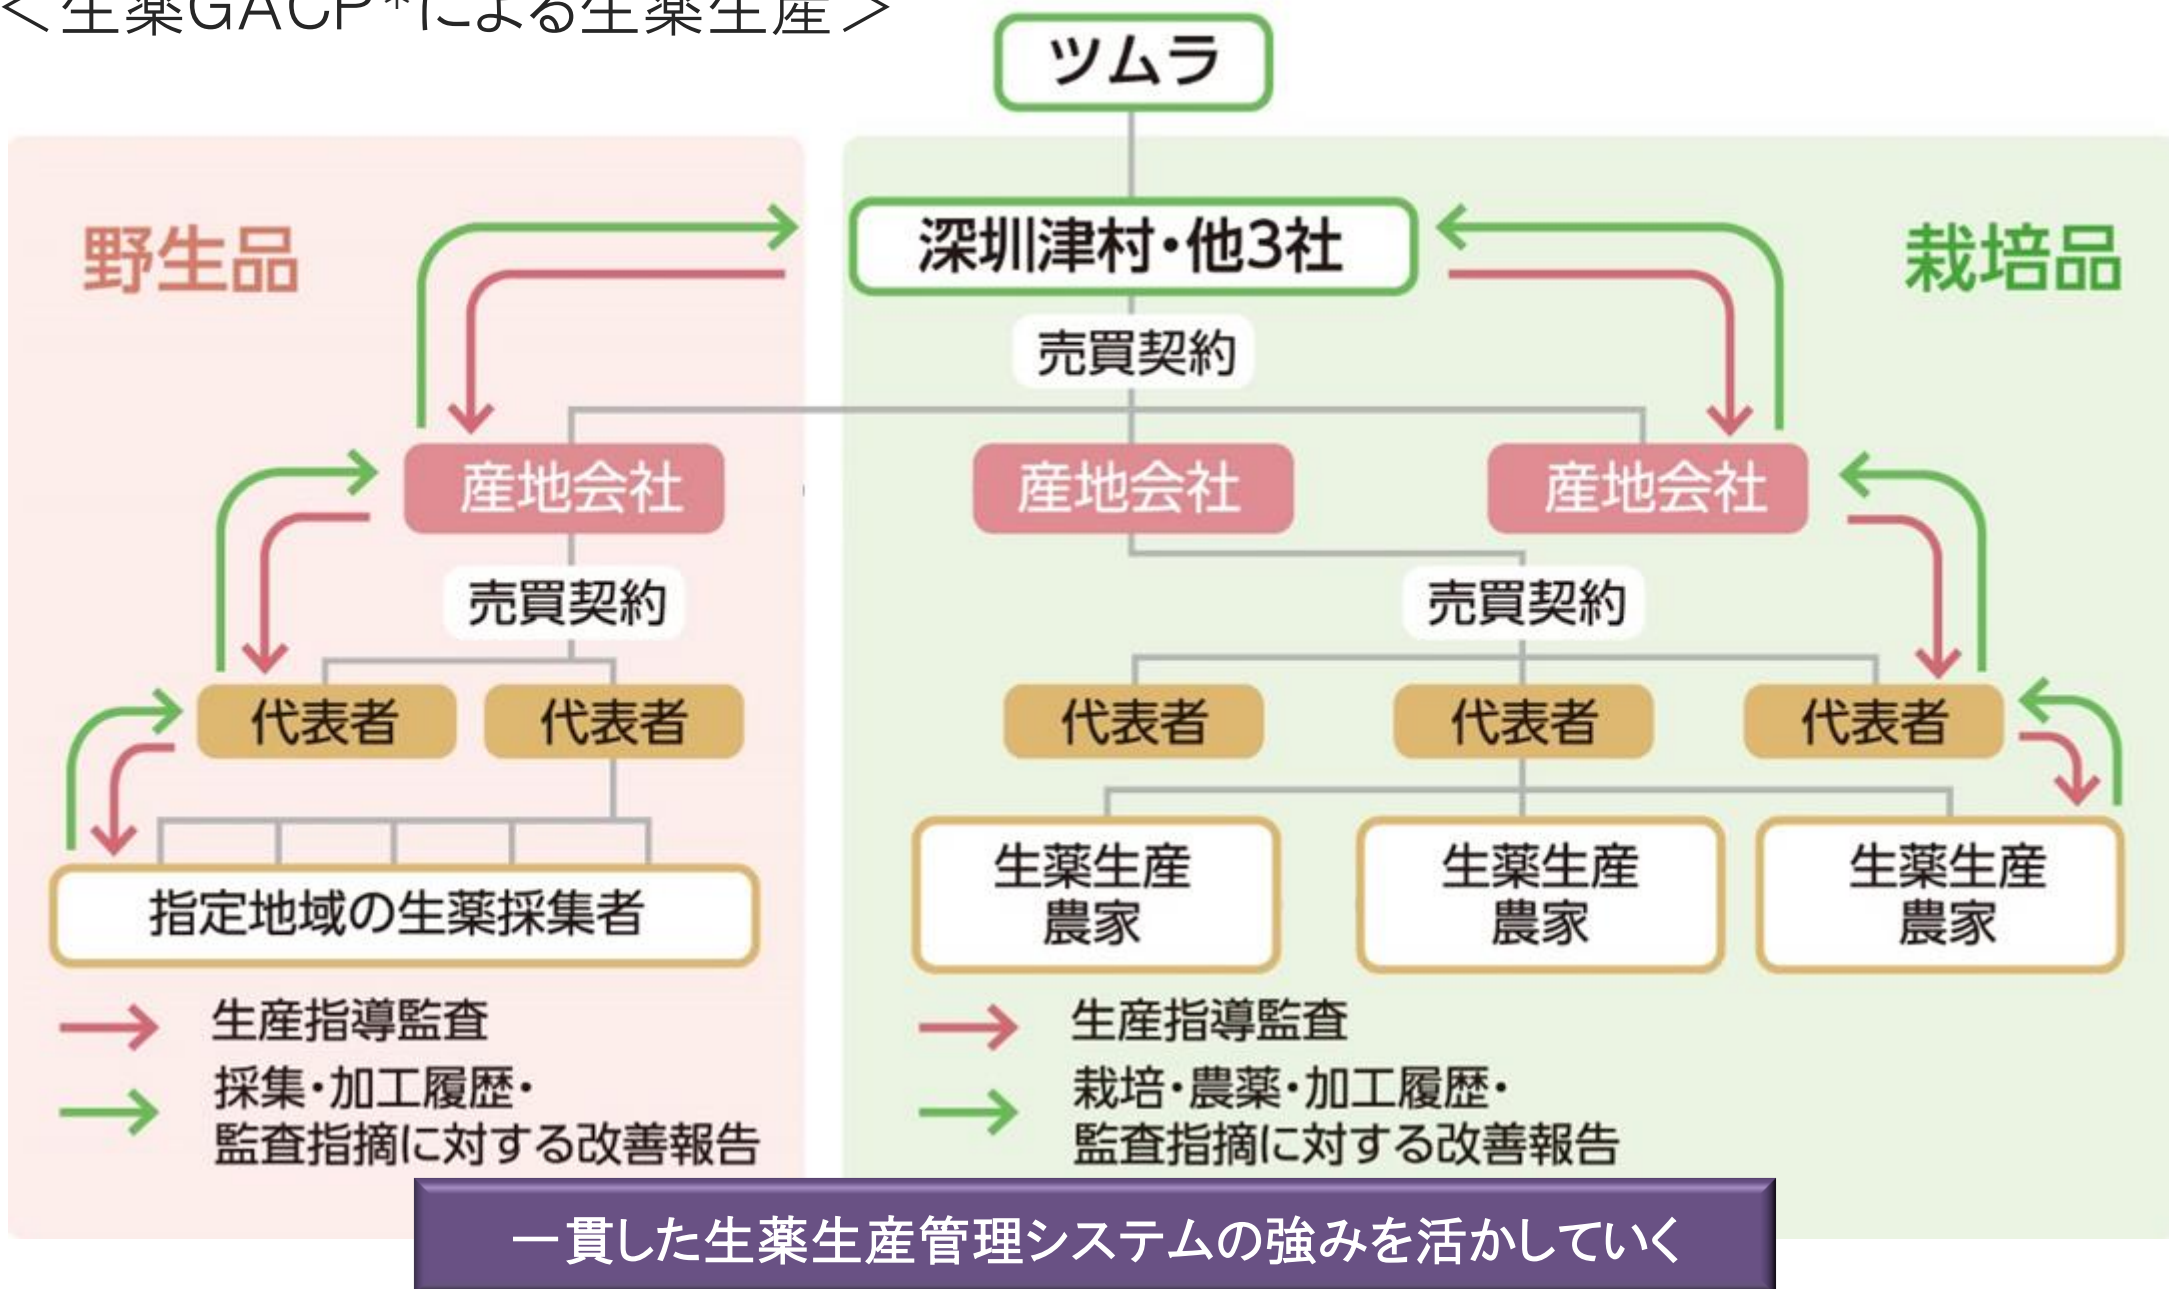 ＜生薬GACP*による生薬生産＞
ツムラ
野生品
深圳津村・他3社
栽培品
売買契約
産地会社
産地会社
産地会社
売買契約
売買契約
代表者
代表者
代表者
代表者
代表者
指定地域の生薬採集者
生薬生産
農家
生薬生産
農家
生薬生産
農家
生産指導監査
採集・加工履歴・
監査指摘に対する改善報告
生産指導監査
栽培・農薬・加工履歴・
監査指摘に対する改善報告
一貫した生薬生産管理システムの強みを活かしていく